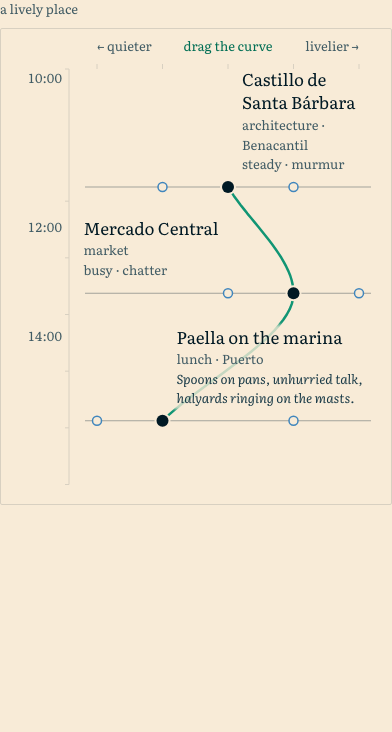 a lively place
← quieter
drag the curve
livelier →
10:00
Castillo de
Santa Bárbara
architecture ·
Benacantil
steady · murmur
12:00
Mercado Central
market
busy · chatter
14:00
Paella on the marina
lunch · Puerto
Spoons on pans, unhurried talk,
halyards ringing on the masts.